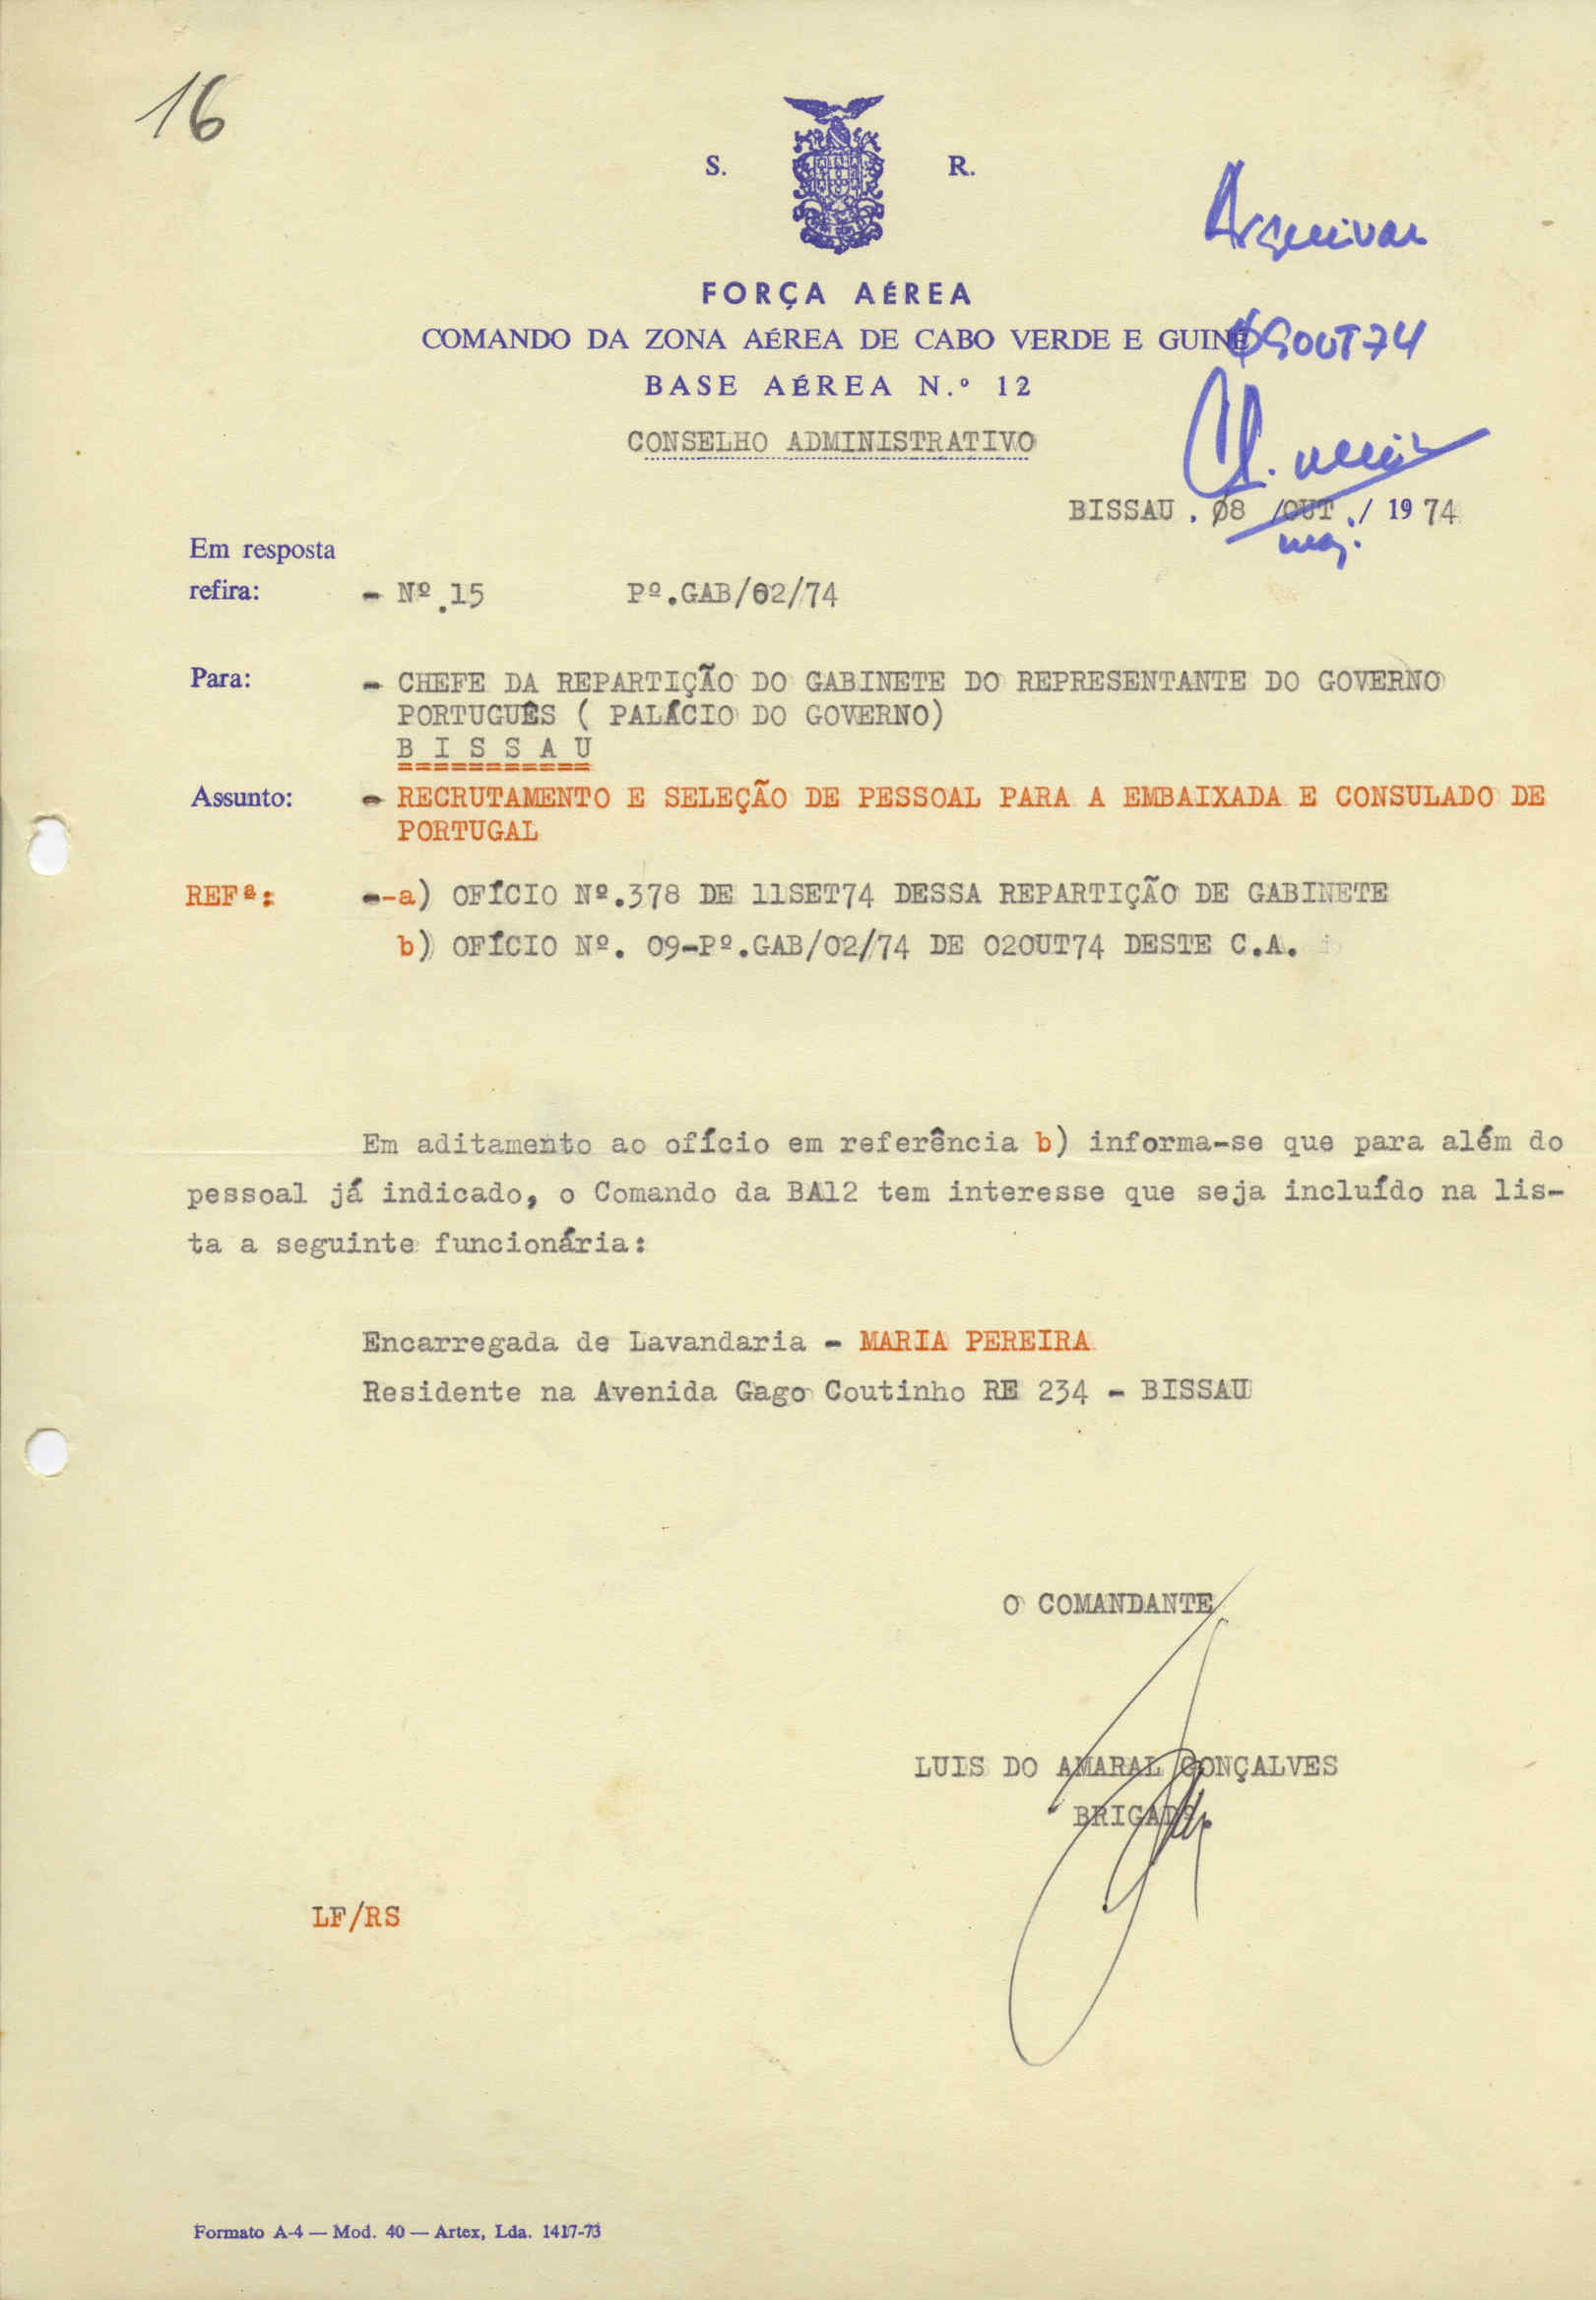 16
S. R.
Arquivar
FORÇA AÉREA
COMANDO DA ZONA AÉREA DE CABO VERDE E GUINÉ
09OUT74
BASE AÉREA N.º 12
CONSELHO ADMINISTRATIVO
BISSAU, 08 /OUT./ 1974
maj.
Em resposta
refira: - Nº.15 Pº.GAB/02/74
Para: - CHEFE DA REPARTIÇÃO DO GABINETE DO REPRESENTANTE DO GOVERNO
PORTUGUÊS ( PALÁCIO DO GOVERNO)
B I S S A U
===========
Assunto: - RECRUTAMENTO E SELEÇÃO DE PESSOAL PARA A EMBAIXADA E CONSULADO DE
PORTUGAL
REFª: --a) OFÍCIO Nº.378 DE 11SET74 DESSA REPARTIÇÃO DE GABINETE
b) OFÍCIO Nº. 09-Pº.GAB/02/74 DE 02OUT74 DESTE C.A.
Em aditamento ao ofício em referência b) informa-se que para além do
pessoal já indicado, o Comando da BA12 tem interesse que seja incluído na lis-
ta a seguinte funcionária:
Encarregada de Lavandaria - MARIA PEREIRA
Residente na Avenida Gago Coutinho RE 234 - BISSAU
O COMANDANTE
LUIS DO AMARAL GONÇALVES
BRIGADº.
LF/RS
Formato A-4 — Mod. 40 — Artex, Lda. 1417-73